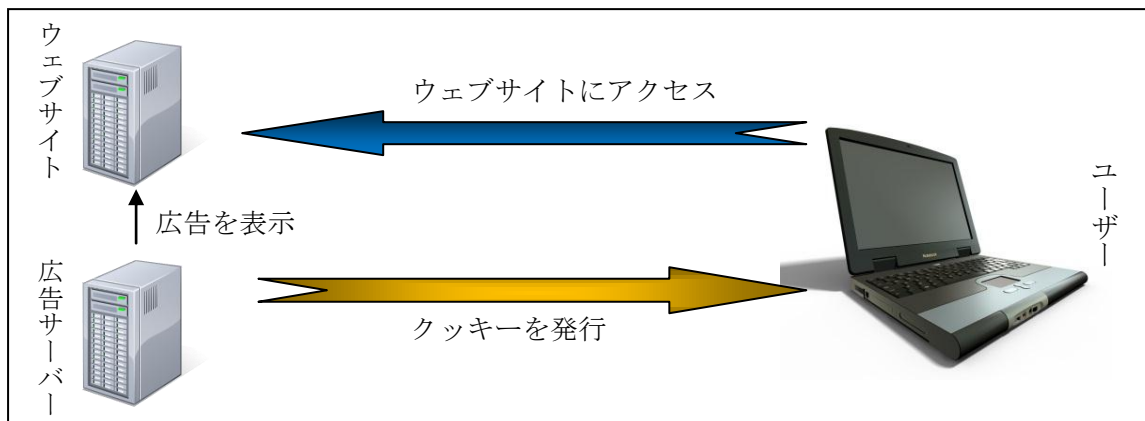 ウェブサイト
ウェブサイトにアクセス
ユーザー
広告を表示
広告サーバー
クッキーを発行